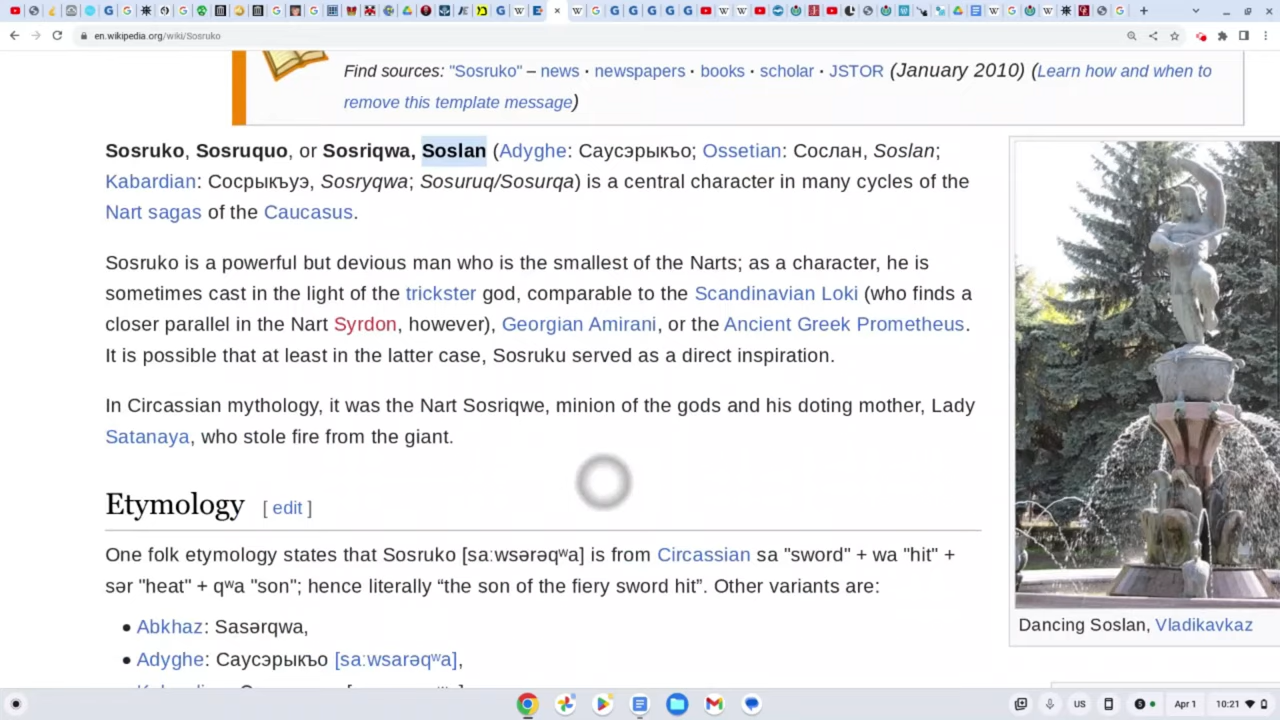 en.wikipedia.org/wiki/Sosruko
Find sources: "Sosruko" – news · newspapers · books · scholar · JSTOR (January 2010) (Learn how and when to
remove this template message)
Sosruko, Sosruquo, or Sosriqwa, Soslan (Adyghe: Саусэрыкъо; Ossetian: Сослан, Soslan;
Kabardian: Сосрыкъуэ, Sosryqwa; Sosuruq/Sosurqa) is a central character in many cycles of the
Nart sagas of the Caucasus.
Sosruko is a powerful but devious man who is the smallest of the Narts; as a character, he is
sometimes cast in the light of the trickster god, comparable to the Scandinavian Loki (who finds a
closer parallel in the Nart Syrdon, however), Georgian Amirani, or the Ancient Greek Prometheus.
It is possible that at least in the latter case, Sosruku served as a direct inspiration.
In Circassian mythology, it was the Nart Sosriqwe, minion of the gods and his doting mother, Lady
Satanaya, who stole fire from the giant.
Etymology [ edit ]
One folk etymology states that Sosruko [saːwsərəqʷa] is from Circassian sa "sword" + wa "hit" +
sər "heat" + qʷa "son"; hence literally “the son of the fiery sword hit”. Other variants are:
• Abkhaz: Sasərqwa,
• Adyghe: Саусэрыкъо [saːwsarəqʷa],
Dancing Soslan, Vladikavkaz
US
Apr 1
10:21